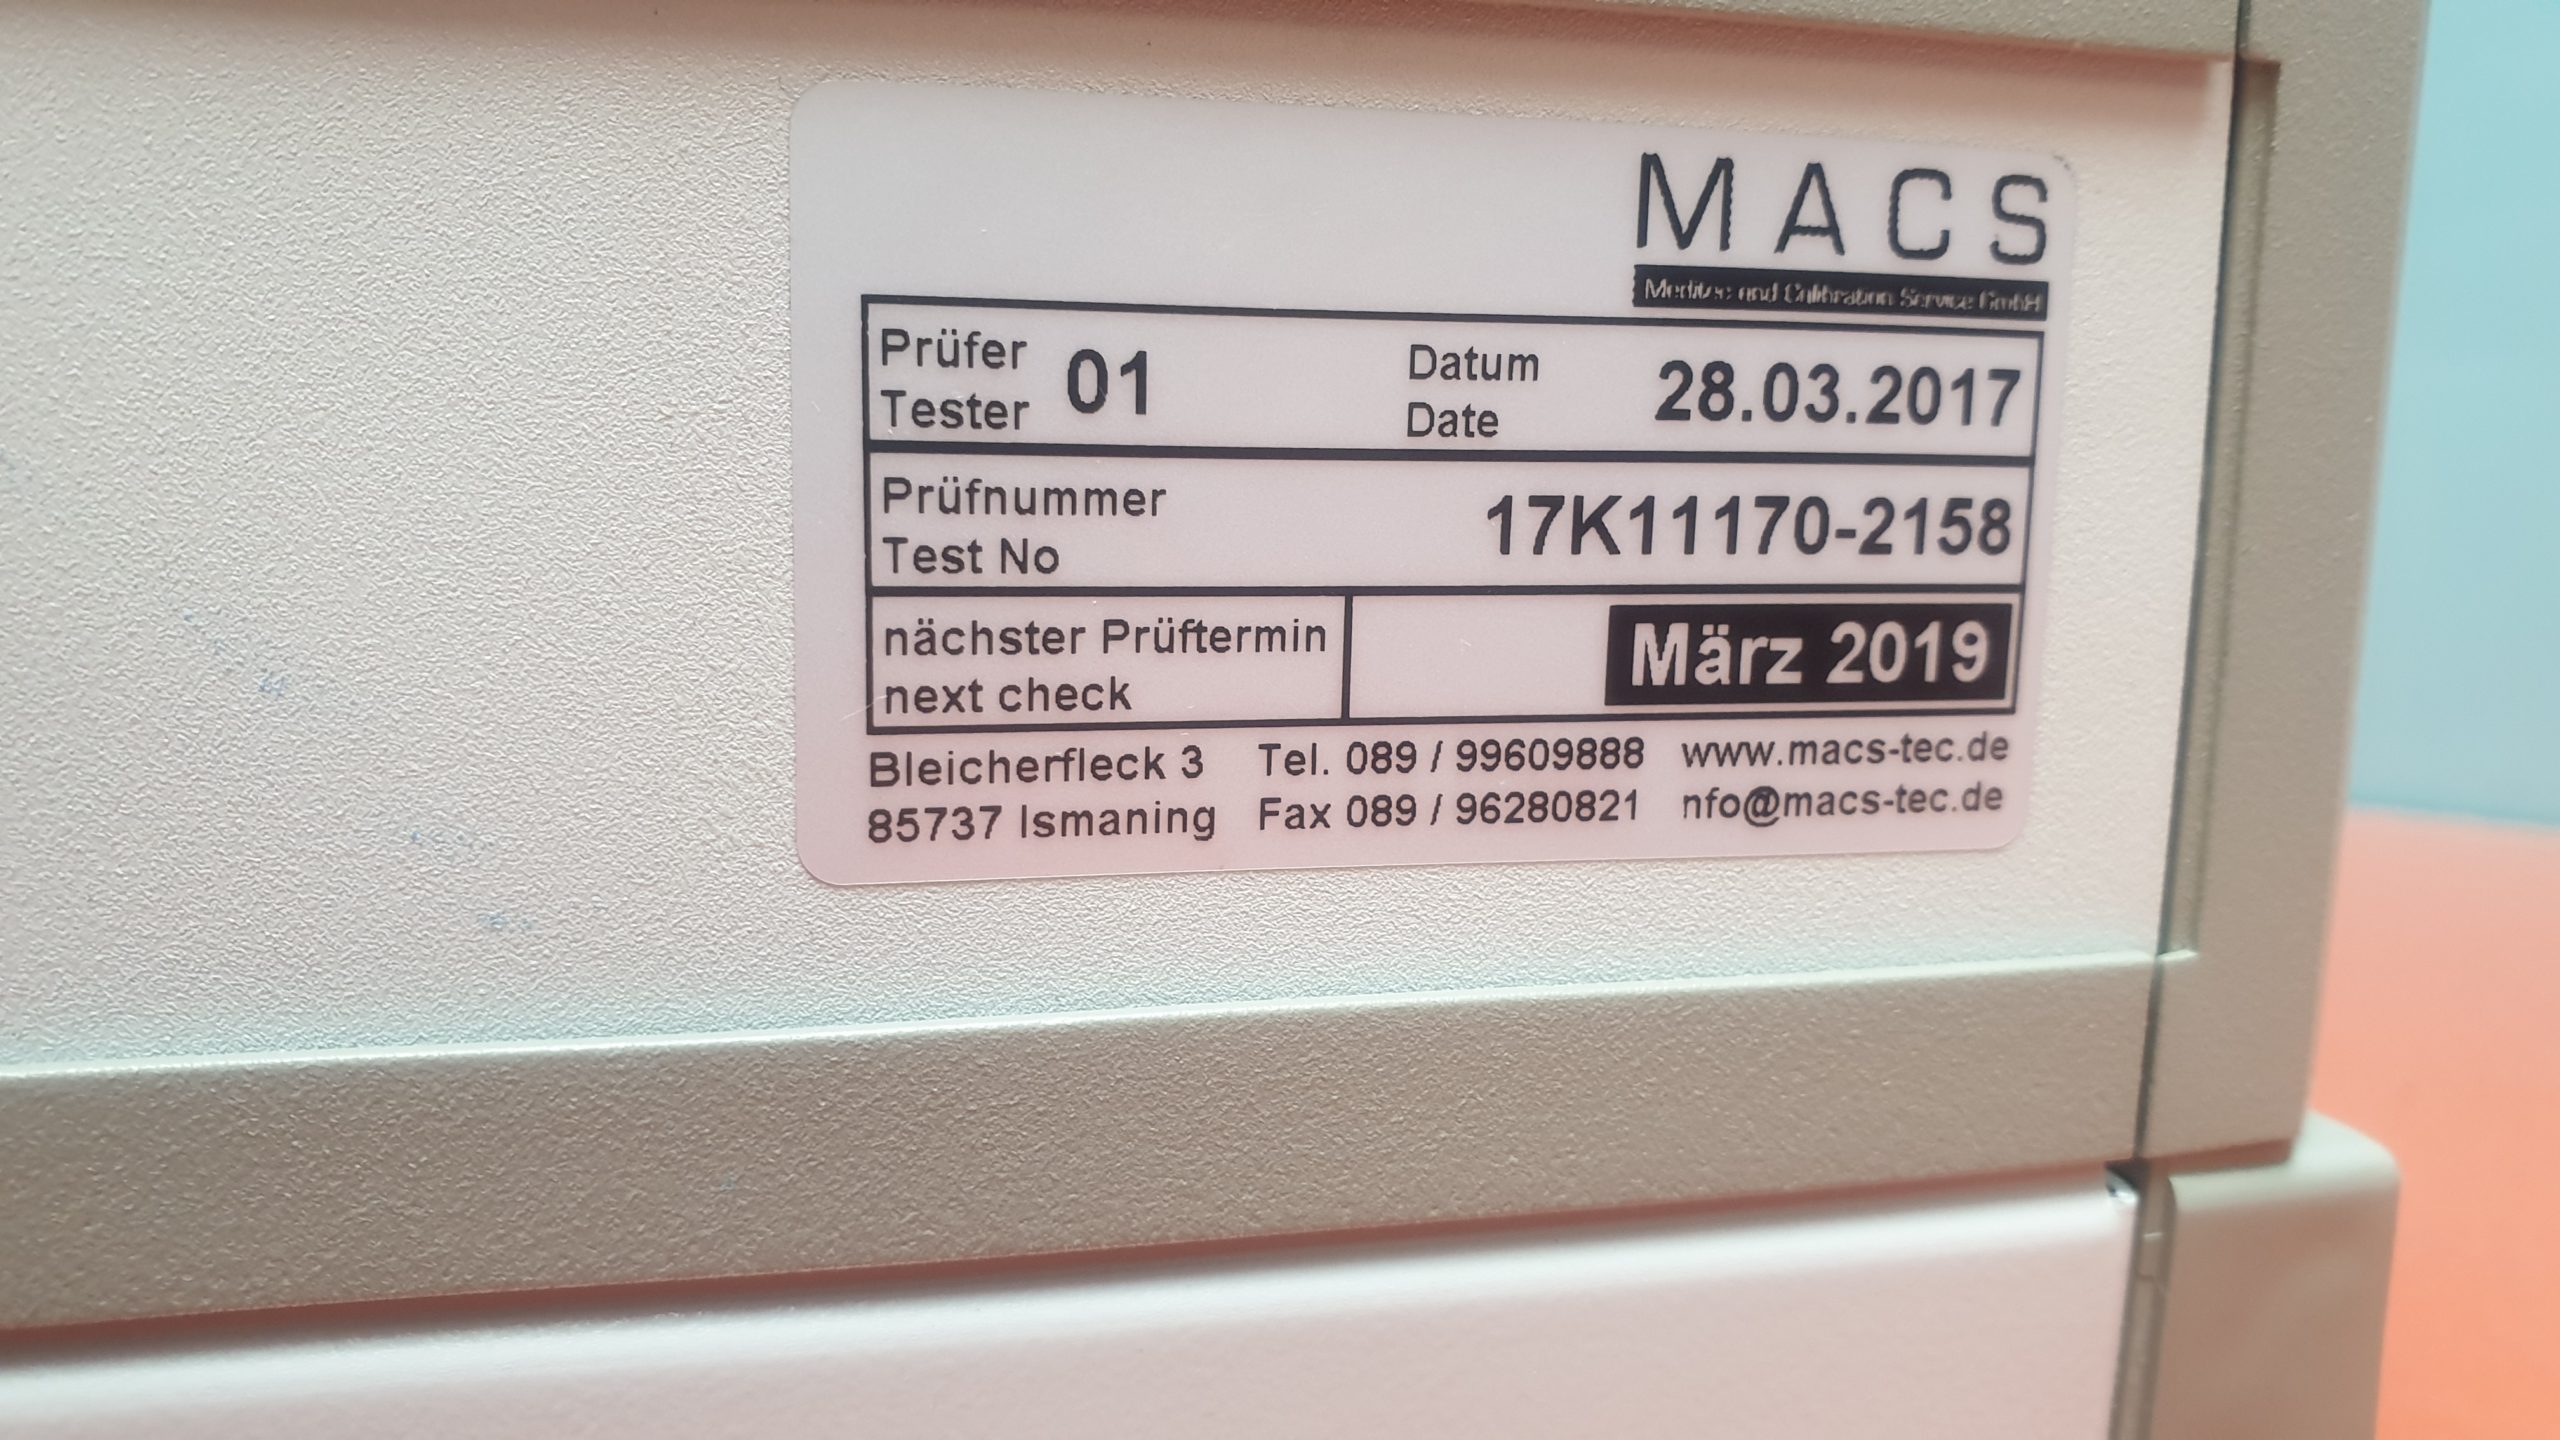 MACS
Meditec and Calibration Service GmbH
Prüfer 01 Datum 28.03.2017
Tester Date
Prüfnummer 17K11170-2158
Test No
nächster Prüftermin März 2019
next check
Bleicherfleck 3 Tel. 089 / 99609888 www.macs-tec.de
85737 Ismaning Fax 089 / 96280821 nfo@macs-tec.de